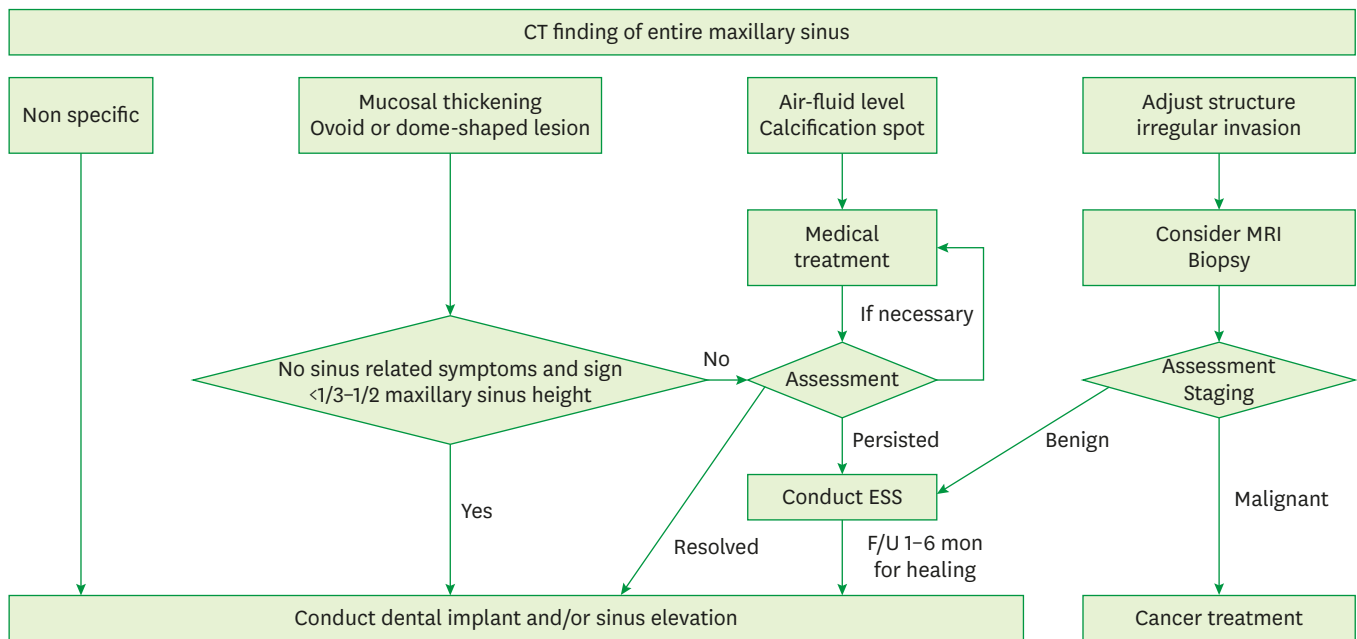 CT finding of entire maxillary sinus
Non specific
Mucosal thickening
Ovoid or dome-shaped lesion
Air-fluid level
Calcification spot
Adjust structure
irregular invasion
Medical
treatment
Consider MRI
Biopsy
If necessary
No sinus related symptoms and sign
<1/3–1/2 maxillary sinus height
No
Assessment
Assessment
Staging
Persisted
Benign
Conduct ESS
Yes
Malignant
Resolved
F/U 1–6 mon
for healing
Conduct dental implant and/or sinus elevation
Cancer treatment